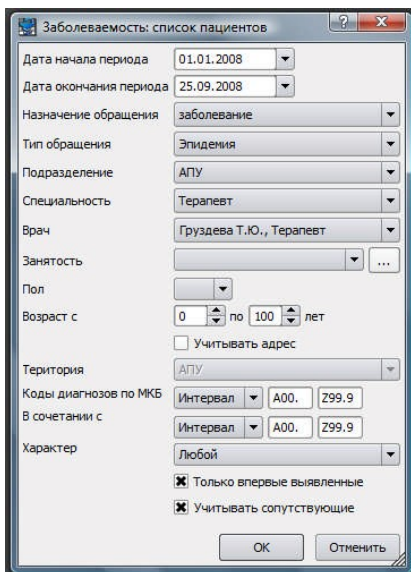 Заболеваемость: список пациентов
Дата начала периода 01.01.2008
Дата окончания периода 25.09.2008
Назначение обращения заболевание
Тип обращения Эпидемия
Подразделение АПУ
Специальность Терапевт
Врач Груздева Т.Ю., Терапевт
Занятость ...
Пол
Возраст с 0 по 100 лет
Учитывать адрес
Територия АПУ
Коды диагнозов по МКБ Интервал A00. Z99.9
В сочетании с Интервал A00. Z99.9
Характер Любой
Только впервые выявленные
Учитывать сопутствующие
ОК Отменить